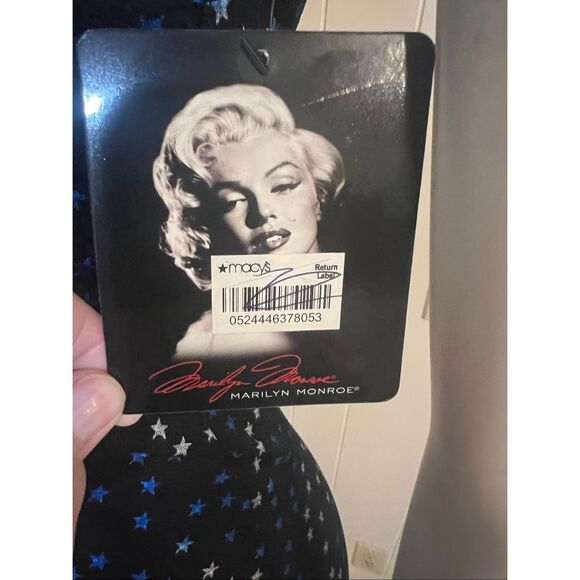 ★macy's
Return
Label
0524446378053
Marilyn Monroe®
MARILYN MONROE®